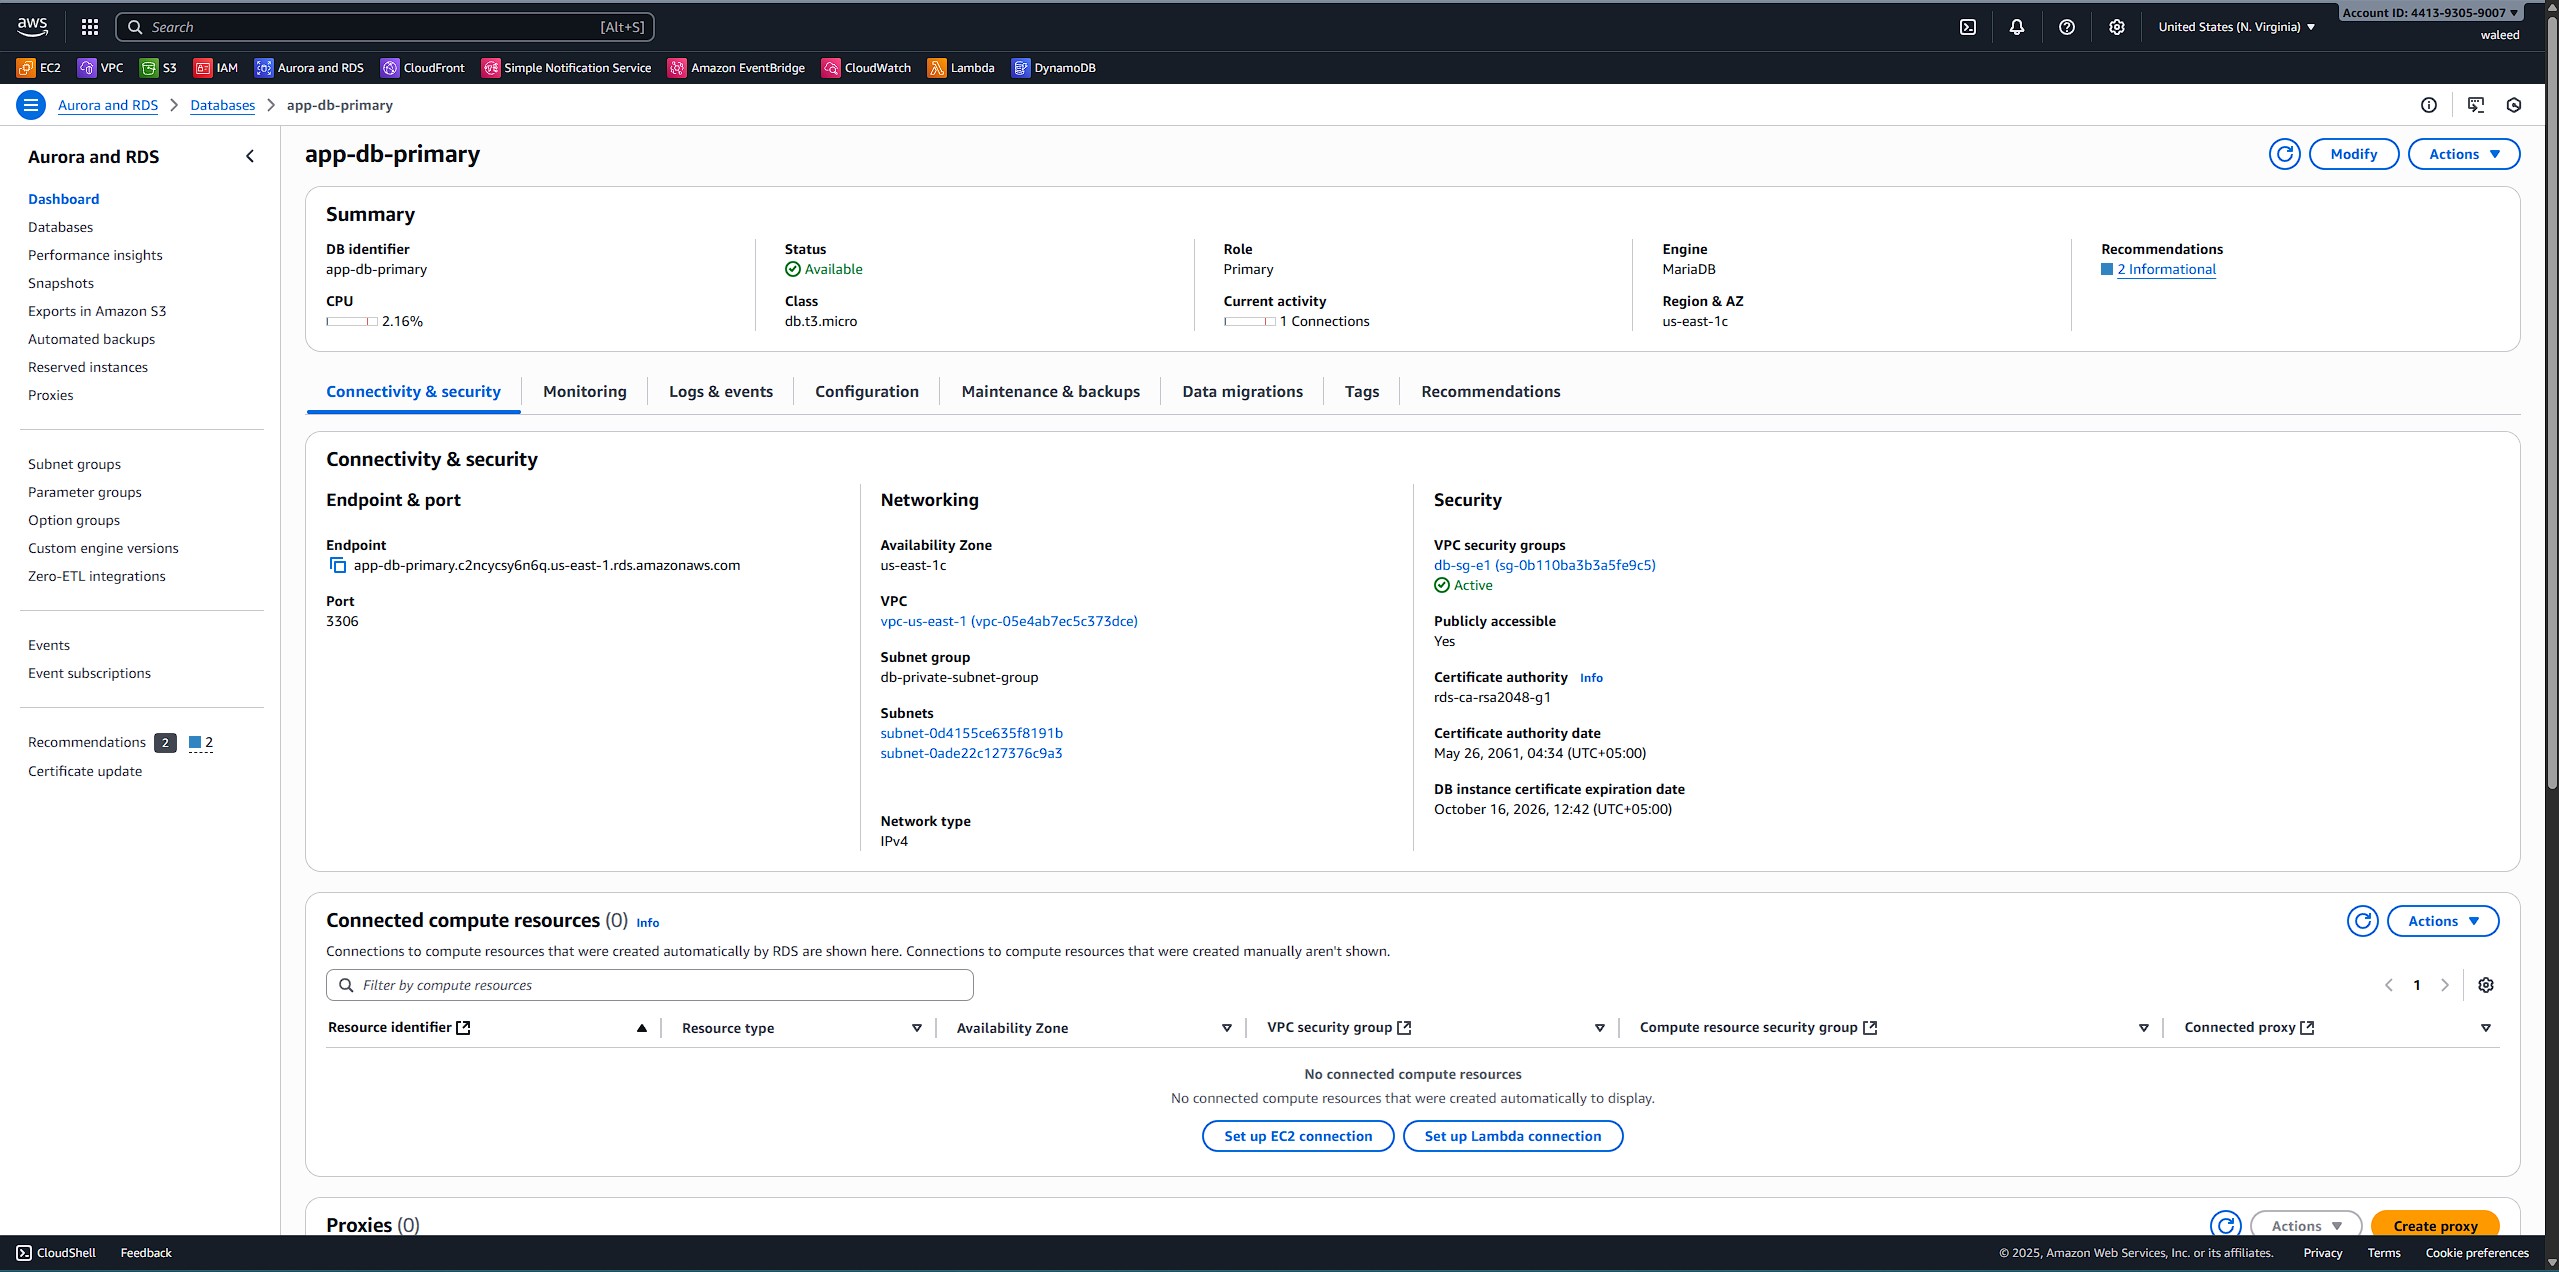 aws
Search [Alt+S]
United States (N. Virginia)
Account ID: 4413-9305-9007
waleed
EC2 VPC S3 IAM Aurora and RDS CloudFront Simple Notification Service Amazon EventBridge CloudWatch Lambda DynamoDB
Aurora and RDS > Databases > app-db-primary
Aurora and RDS
Dashboard
Databases
Performance insights
Snapshots
Exports in Amazon S3
Automated backups
Reserved instances
Proxies
Subnet groups
Parameter groups
Option groups
Custom engine versions
Zero-ETL integrations
Events
Event subscriptions
Recommendations 2 2
Certificate update
app-db-primary
Modify Actions
Summary
DB identifier
app-db-primary
CPU
2.16%
Status
Available
Class
db.t3.micro
Role
Primary
Current activity
1 Connections
Engine
MariaDB
Region & AZ
us-east-1c
Recommendations
2 Informational
Connectivity & security Monitoring Logs & events Configuration Maintenance & backups Data migrations Tags Recommendations
Connectivity & security
Endpoint & port
Endpoint
app-db-primary.c2ncycsy6n6q.us-east-1.rds.amazonaws.com
Port
3306
Networking
Availability Zone
us-east-1c
VPC
vpc-us-east-1 (vpc-05e4ab7ec5c373dce)
Subnet group
db-private-subnet-group
Subnets
subnet-0d4155ce635f8191b
subnet-0ade22c127376c9a3
Network type
IPv4
Security
VPC security groups
db-sg-e1 (sg-0b110ba3b3a5fe9c5)
Active
Publicly accessible
Yes
Certificate authority Info
rds-ca-rsa2048-g1
Certificate authority date
May 26, 2061, 04:34 (UTC+05:00)
DB instance certificate expiration date
October 16, 2026, 12:42 (UTC+05:00)
Connected compute resources (0) Info
Actions
Connections to compute resources that were created automatically by RDS are shown here. Connections to compute resources that were created manually aren't shown.
Filter by compute resources
1
Resource identifier Resource type Availability Zone VPC security group Compute resource security group Connected proxy
No connected compute resources
No connected compute resources that were created automatically to display.
Set up EC2 connection Set up Lambda connection
Proxies (0)
Actions Create proxy
CloudShell Feedback
© 2025, Amazon Web Services, Inc. or its affiliates. Privacy Terms Cookie preferences